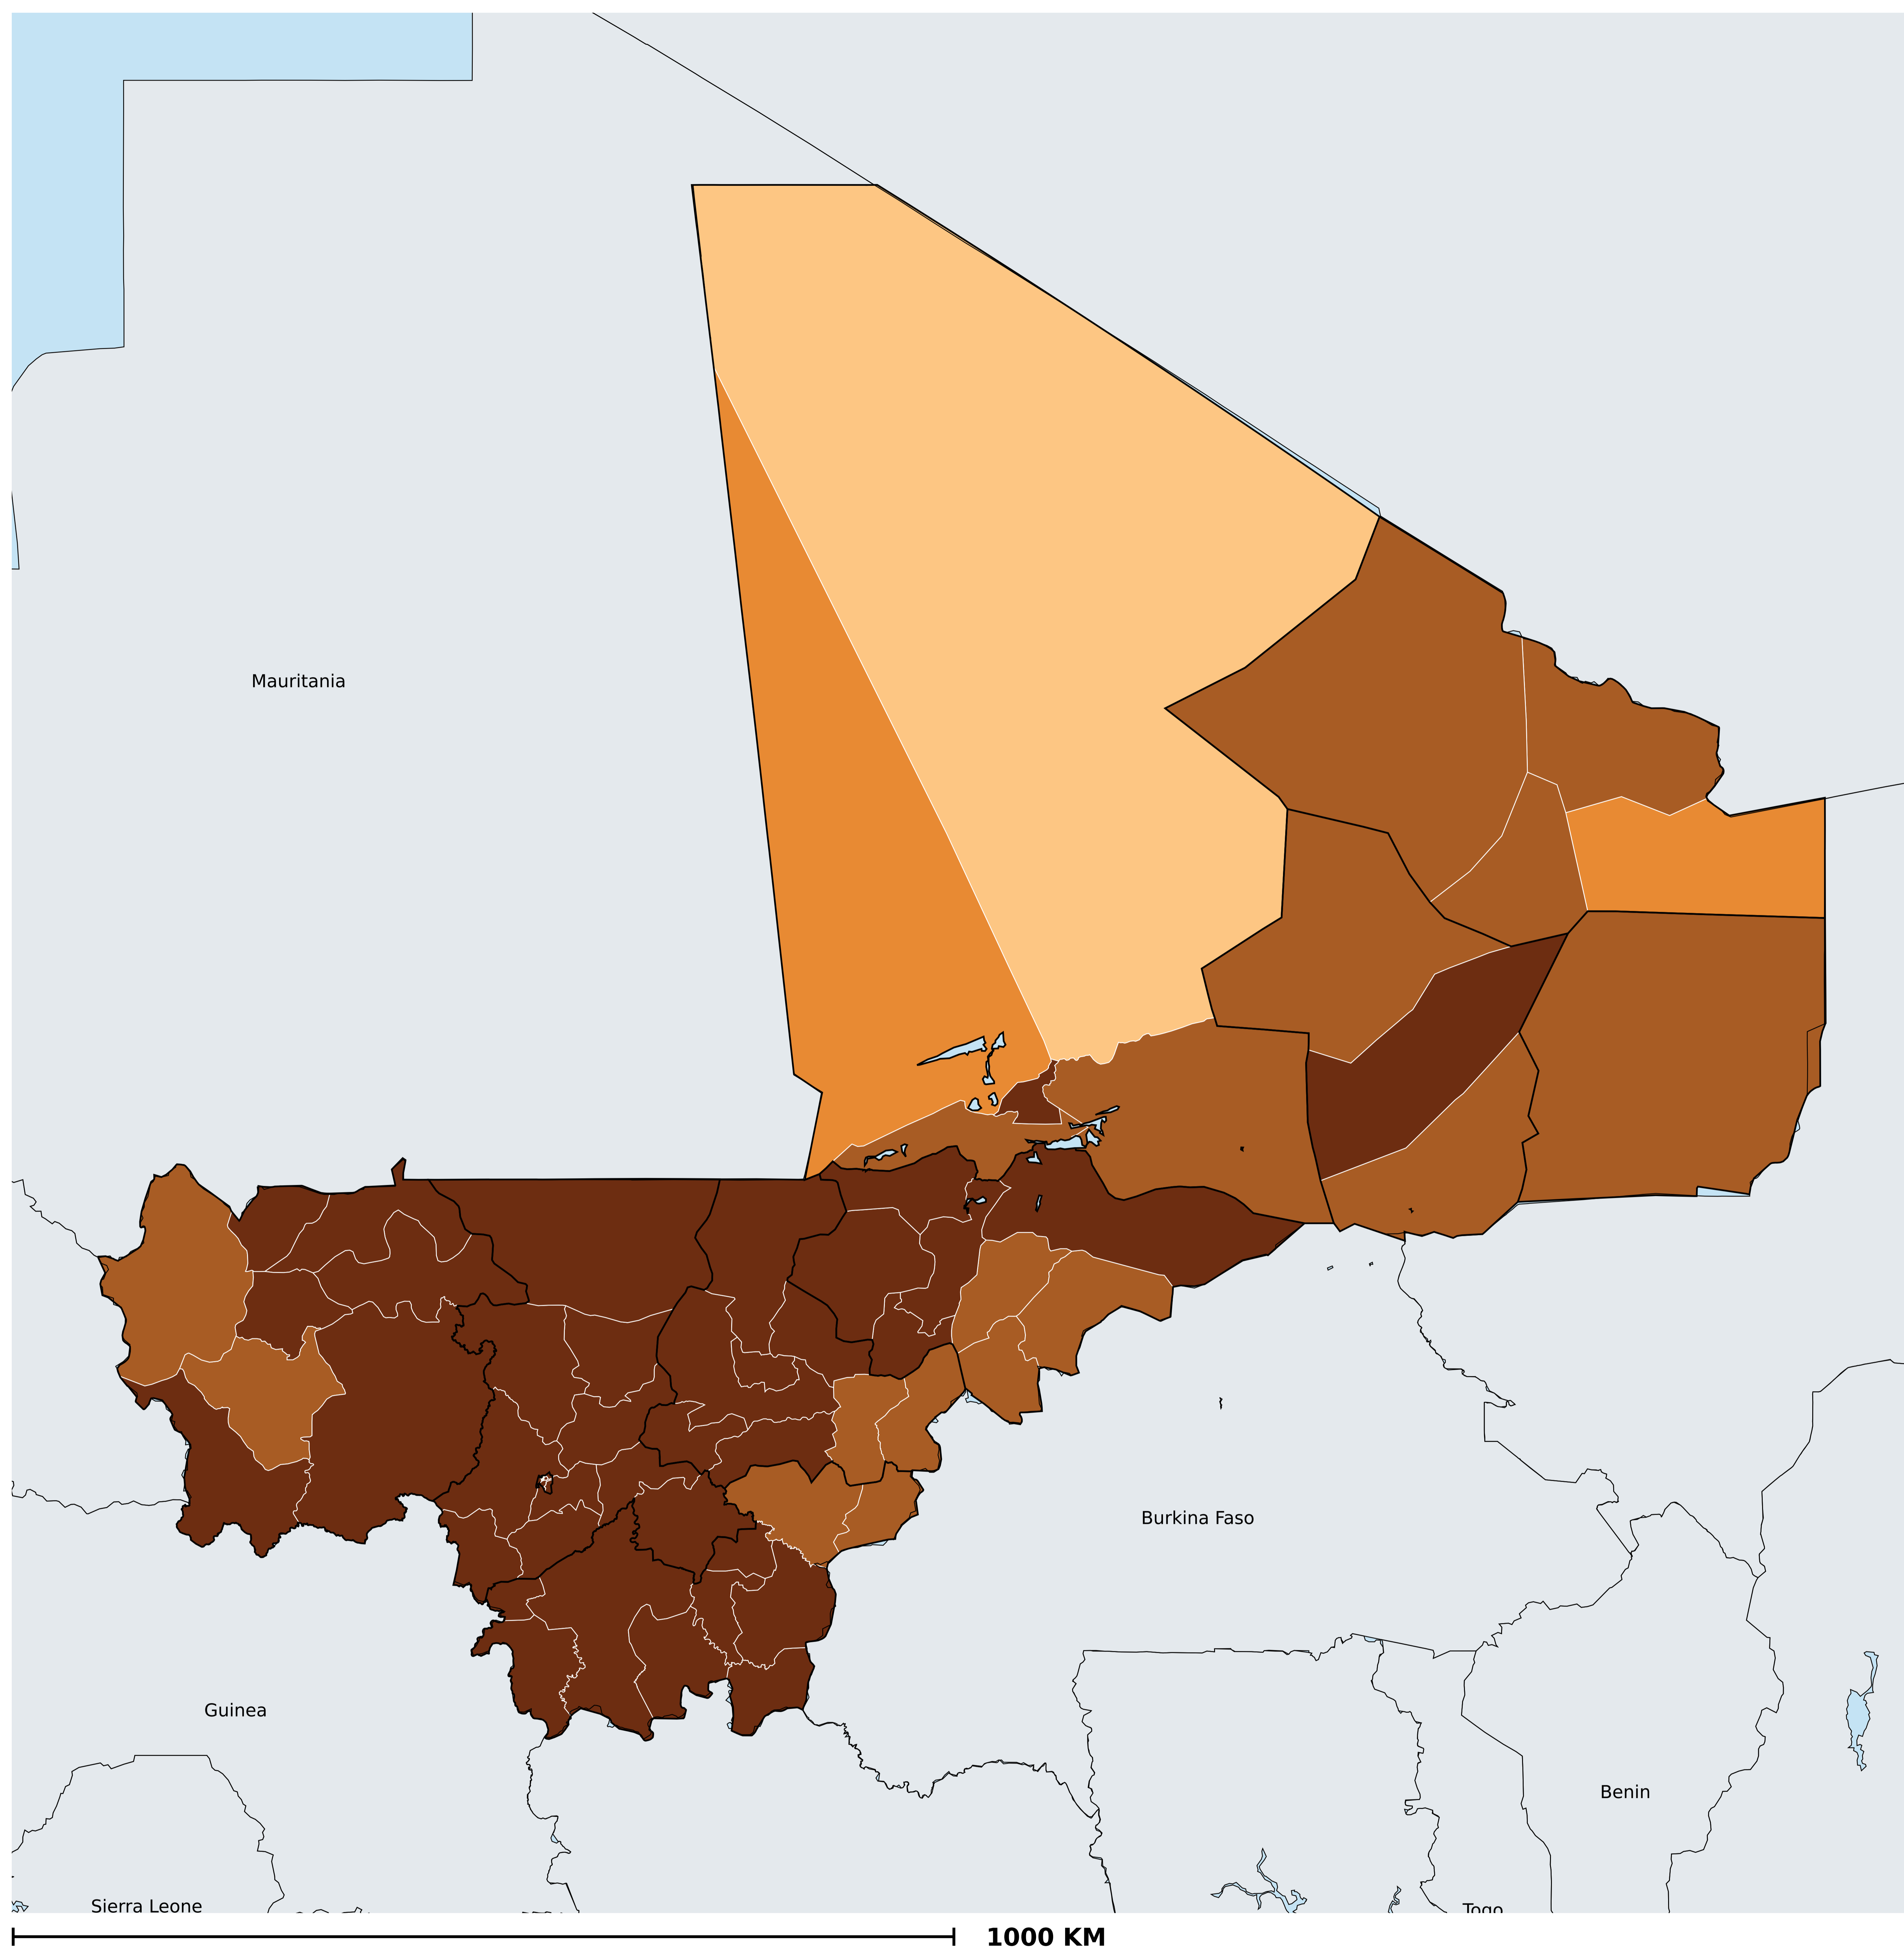 Mauritania
Burkina Faso
Guinea
Benin
Sierra Leone
Togo
1000 KM